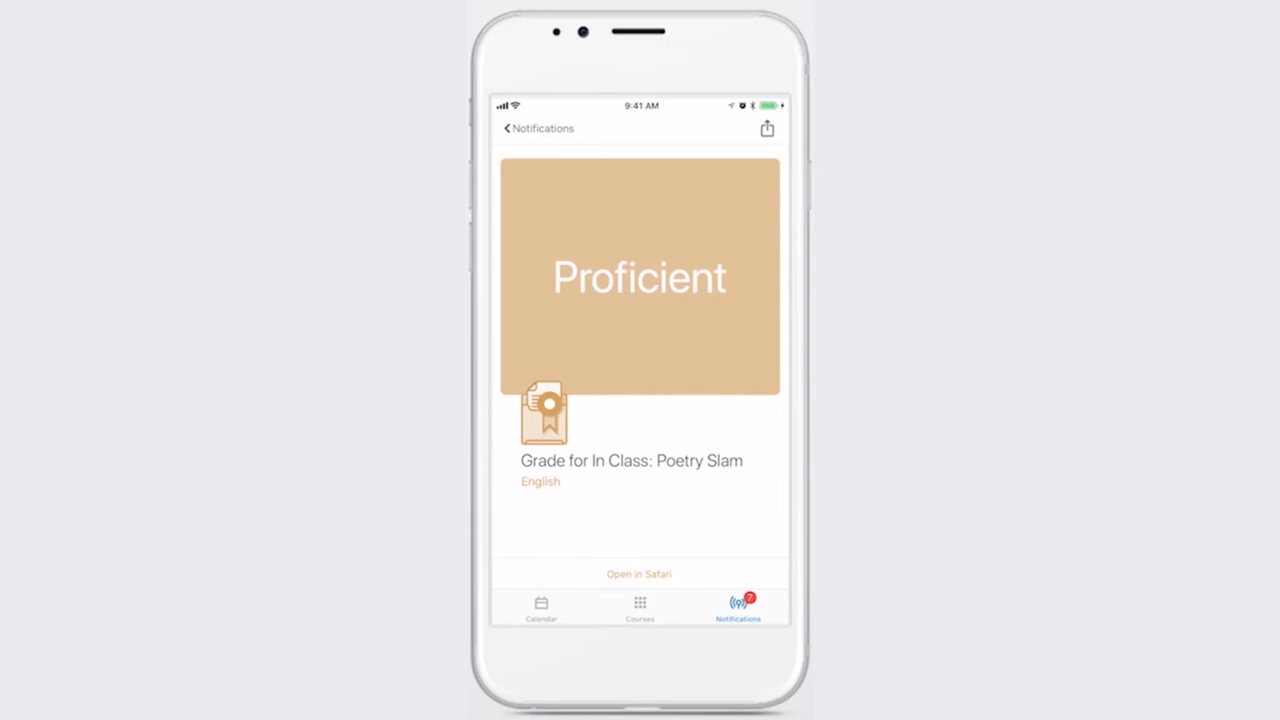 9:41 AM
Notifications
Proficient
Grade for In Class: Poetry Slam
English
Open in Safari
7
Calendar
Courses
Notifications